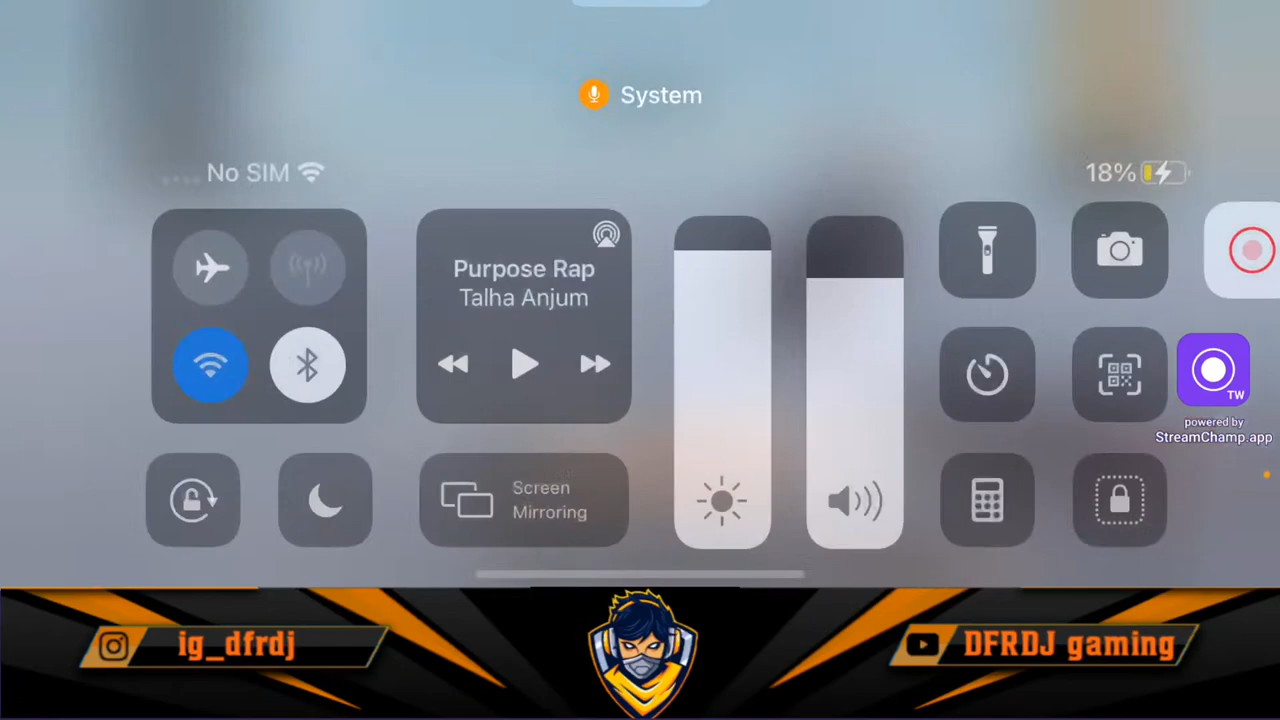 System
No SIM
18%
Purpose Rap
Talha Anjum
Screen
Mirroring
TW
powered by
StreamChamp.app
ig_dfrdj
DFRDJ gaming